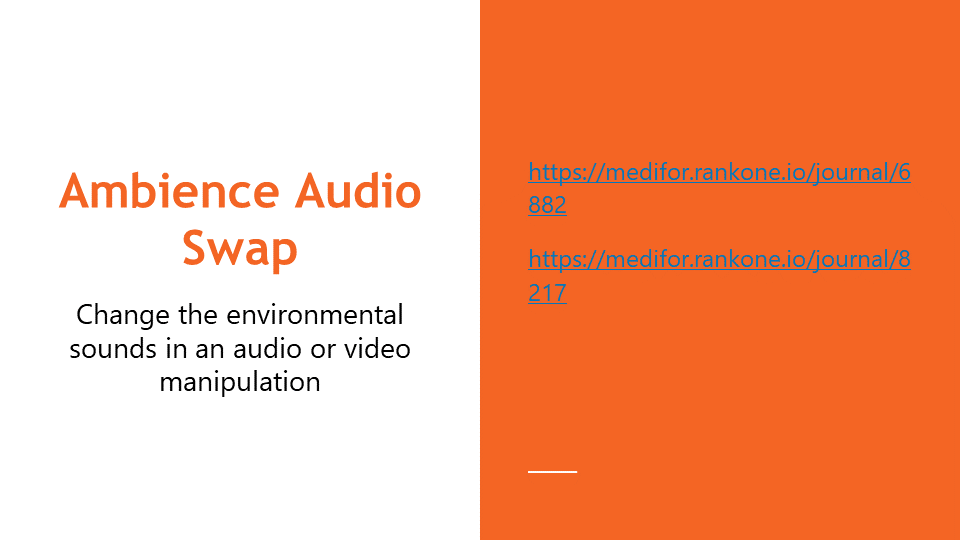 Ambience Audio
Swap
Change the environmental
sounds in an audio or video
manipulation
https://medifor.rankone.io/journal/6
882
https://medifor.rankone.io/journal/8
217